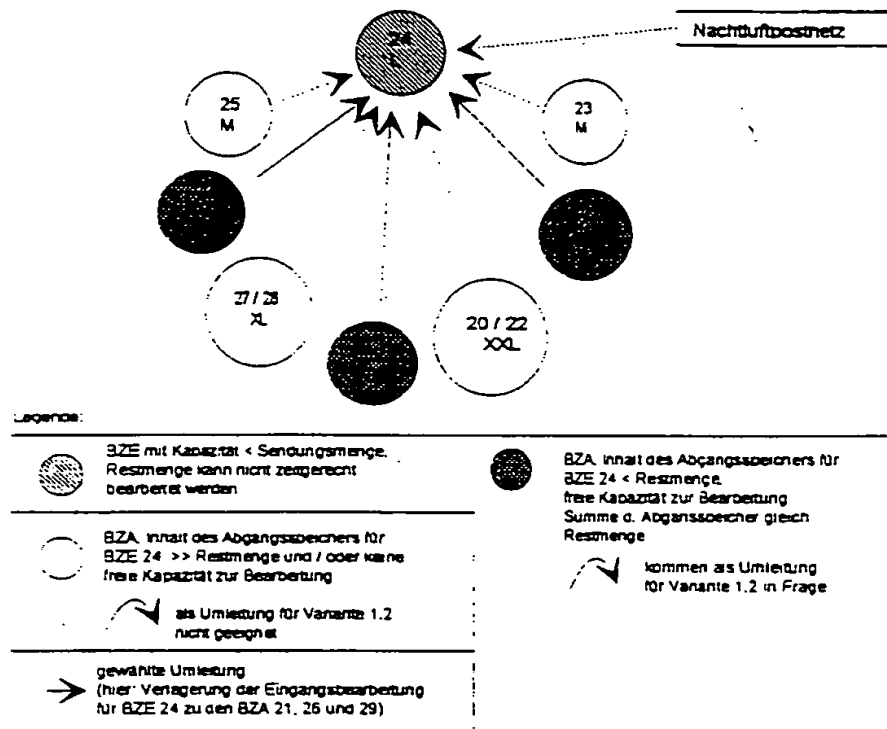 24
L
Nachtluftpostnetz
25
M
23
M
27 / 28
XL
20 / 22
XXL
Legende:
BZE mit Kapazität < Sendungsmenge,
Restmenge kann nicht zeitgerecht
bearbeitet werden
BZA, Inhalt des Abgangsspeichers für
BZE 24 < Restmenge,
freie Kapazität zur Bearbeitung
Summe d. Abgansspeicher gleich
Restmenge
BZA, Inhalt des Abgangsspeichers für
BZE 24 >> Restmenge und / oder keine
freie Kapazität zur Bearbeitung
kommen als Umleitung
für Variante 1.2 in Frage
als Umleitung für Variante 1.2
nicht geeignet
gewählte Umleitung
(hier: Verlagerung der Eingangsbearbeitung
für BZE 24 zu den BZA 21, 26 und 29)